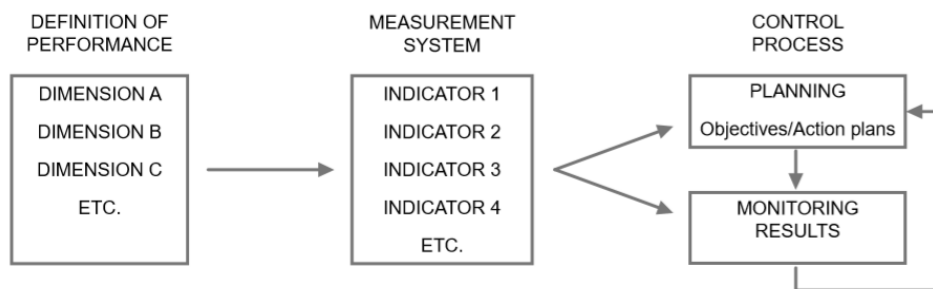 DEFINITION OF
PERFORMANCE
DIMENSION A
DIMENSION B
DIMENSION C
ETC.
MEASUREMENT
SYSTEM
INDICATOR 1
INDICATOR 2
INDICATOR 3
INDICATOR 4
ETC.
CONTROL
PROCESS
PLANNING
Objectives/Action plans
MONITORING
RESULTS